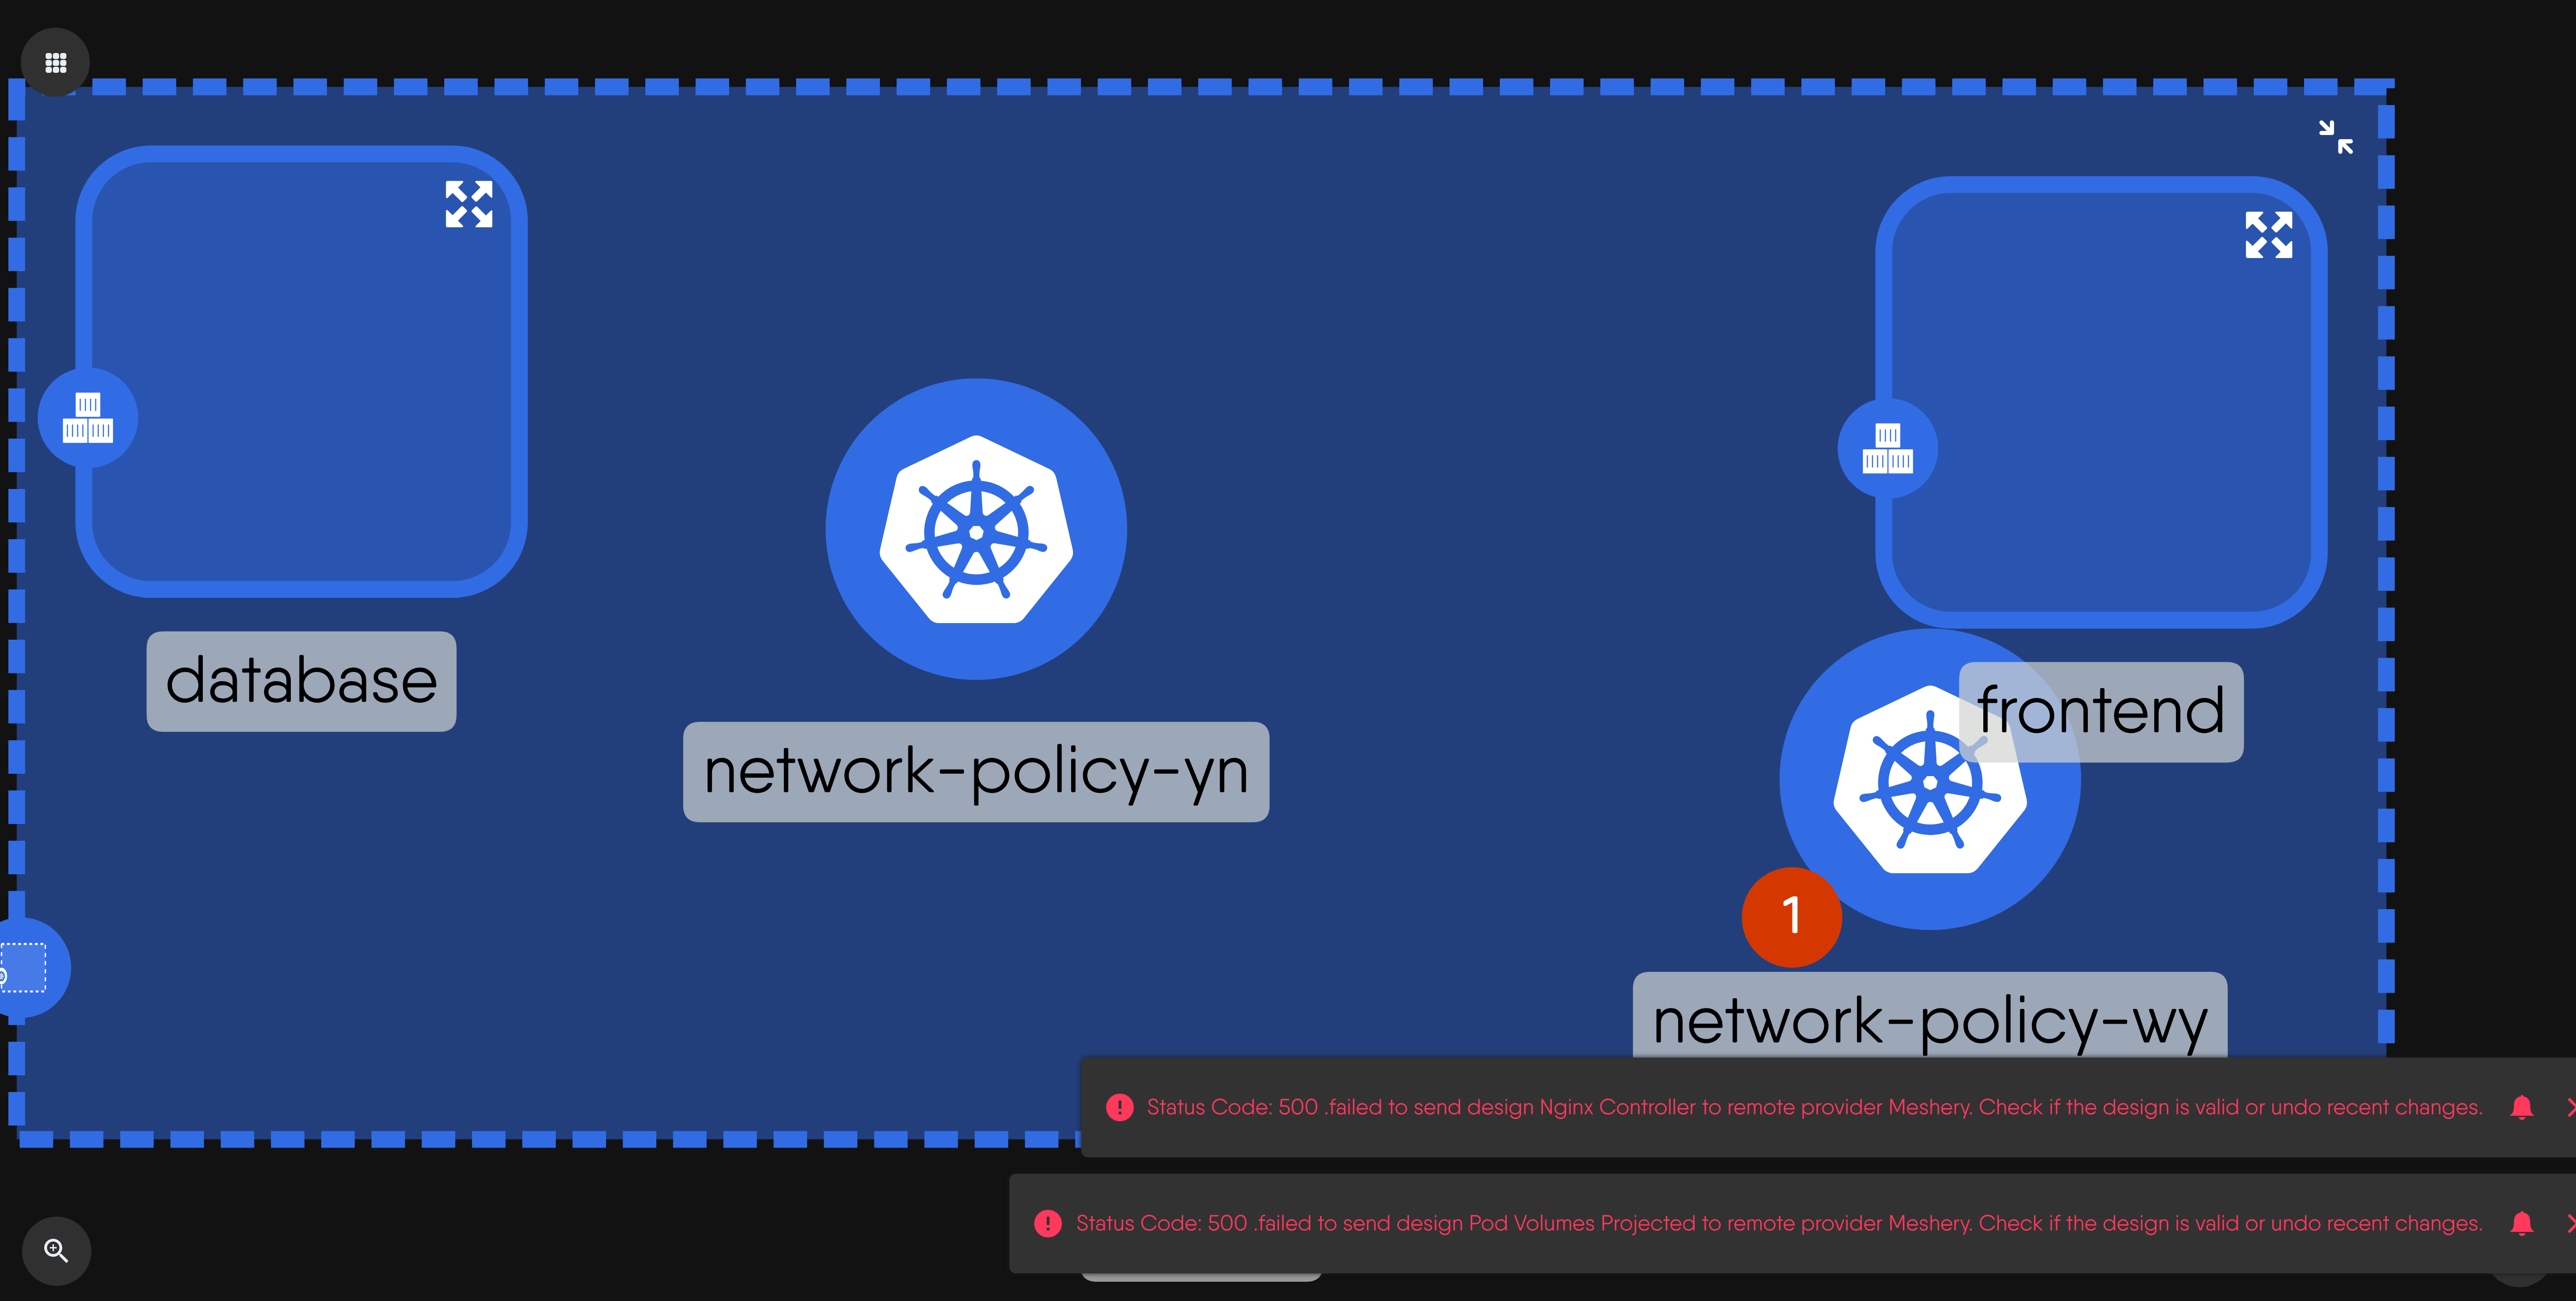 database
network-policy-yn
frontend
1
network-policy-wy
Status Code: 500 .failed to send design Nginx Controller to remote provider Meshery. Check if the design is valid or undo recent changes.
Status Code: 500 .failed to send design Pod Volumes Projected to remote provider Meshery. Check if the design is valid or undo recent changes.